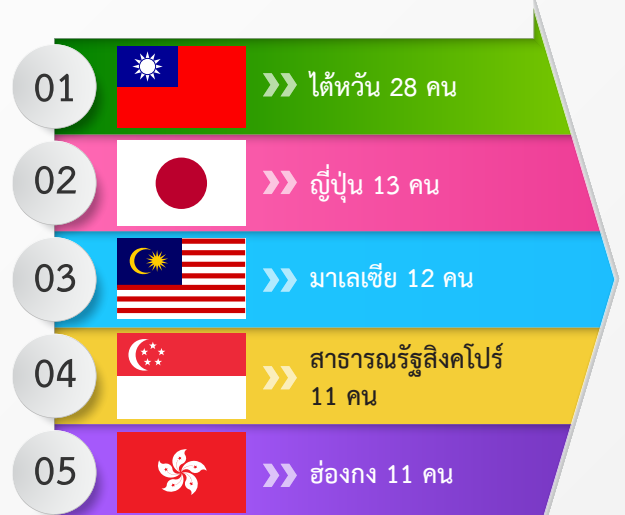 01
ไต้หวัน 28 คน
02
ญี่ปุ่น 13 คน
03
มาเลเซีย 12 คน
04
สาธารณรัฐสิงคโปร์
11 คน
05
ฮ่องกง 11 คน